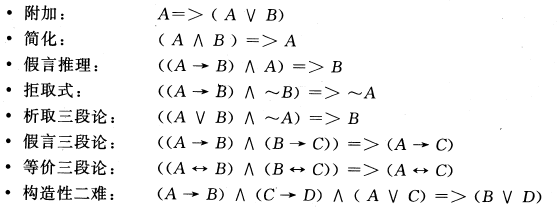 • 附加: A=>( A ∨ B)
• 简化: ( A ∧ B )=> A
• 假言推理: ((A → B) ∧ A) => B
• 拒取式: ((A → B) ∧ ~B) => ~A
• 析取三段论: ((A ∨ B) ∧ ~A) => B
• 假言三段论: ((A → B) ∧ (B → C)) => (A → C)
• 等价三段论: ((A ↔ B) ∧ (B ↔ C)) => (A ↔ C)
• 构造性二难: (A → B) ∧ (C → D) ∧ ( A ∨ C) => (B ∨ D)